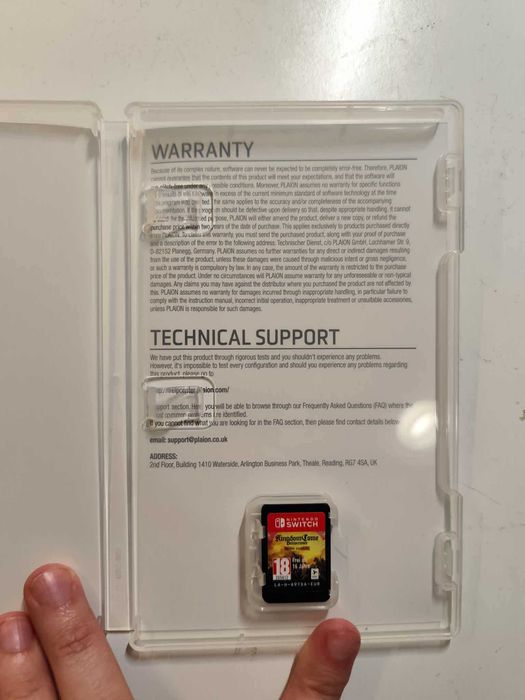 WARRANTY
Because of its complex nature, software can never be expected to be completely error-free. Therefore, PLAION
cannot guarantee that the contents of this product will meet your expectations, and that the software will
under any possible conditions. Moreover, PLAION assumes no warranty for specific functions
in excess of the current minimum standard of software technology at the time
The same applies to the accuracy and/or completeness of the accompanying
should be defective upon delivery so that, despite appropriate handling, it cannot
purpose, PLAION will either amend the product, deliver a new copy, or refund the
purchase price within two years of the date of purchase. This applies exclusively to products purchased directly
from PLAION. To claim this warranty, you must send the purchased product, along with your proof of purchase
and a description of the error to the following address: Technischer Dienst, c/o PLAION GmbH, Lochhamer Str. 9,
D-82152 Planegg, Germany. PLAION assumes no further warranties for any direct or indirect damages resulting
from the use of the product, unless these damages were caused through malicious intent or gross negligence,
or such a warranty is compulsory by law. In any case, the amount of the warranty is restricted to the purchase
price of the product. Under no circumstances will PLAION assume any warranty for any unforeseeable or non-typical
damages. Any claims you may have against the distributor where you purchased the product are not affected by
this. PLAION assumes no warranty for damages incurred through inappropriate handling, in particular failure to
comply with the instruction manual, incorrect initial operation, inappropriate treatment or unsuitable accessories,
unless PLAION is responsible for such damages.
TECHNICAL SUPPORT
We have put this product through rigorous tests and you shouldn't experience any problems.
However, it's impossible to test every configuration and should you experience any problems regarding
this product, please go to
section. Here you will be able to browse through our Frequently Asked Questions (FAQ) where the
most common problems are identified.
If you cannot find what you are looking for in the FAQ section, then please find contact details below
email: support@plaion.co.uk
ADDRESS:
2nd Floor, Building 1410 Waterside, Arlington Business Park, Theale, Reading, RG7 4SA, UK
NINTENDO
SWITCH
Kingdom Come
Deliverance
18
LA-H-A91AA-EUR